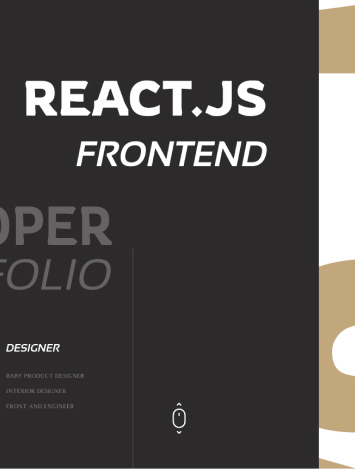 REACT.JS
FRONTEND
OPER
FOLIO
DESIGNER
BABY PRODUCT DESIGNER
INTERIOR DESIGNER
FRONT AND ENGINEER